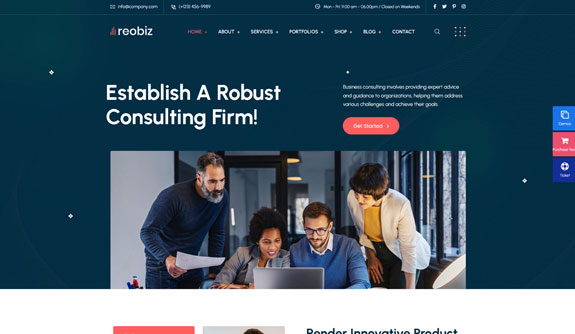 info@company.com (+123) 456-9989 Mon - Fri: 9:00 am - 06.00pm / Closed on Weekends
reobiz HOME + ABOUT + SERVICES + PORTFOLIOS + SHOP + BLOG + CONTACT
Establish A Robust
Consulting Firm!
Business consulting involves providing expert advice
and guidance to organizations, helping them address
various challenges and achieve their goals.
Get Started
Demos
Purchase Now
Ticket
Render Innovative Product